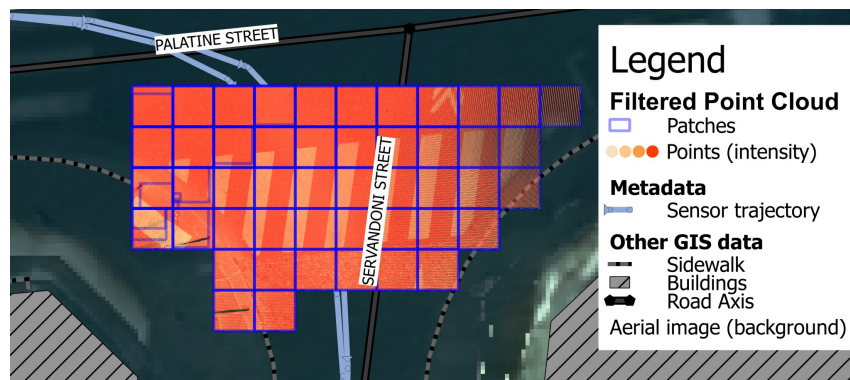 PALATINE STREET
SERVANDONI STREET
Legend
Filtered Point Cloud
Patches
Points (intensity)
Metadata
Sensor trajectory
Other GIS data
Sidewalk
Buildings
Road Axis
Aerial image (background)